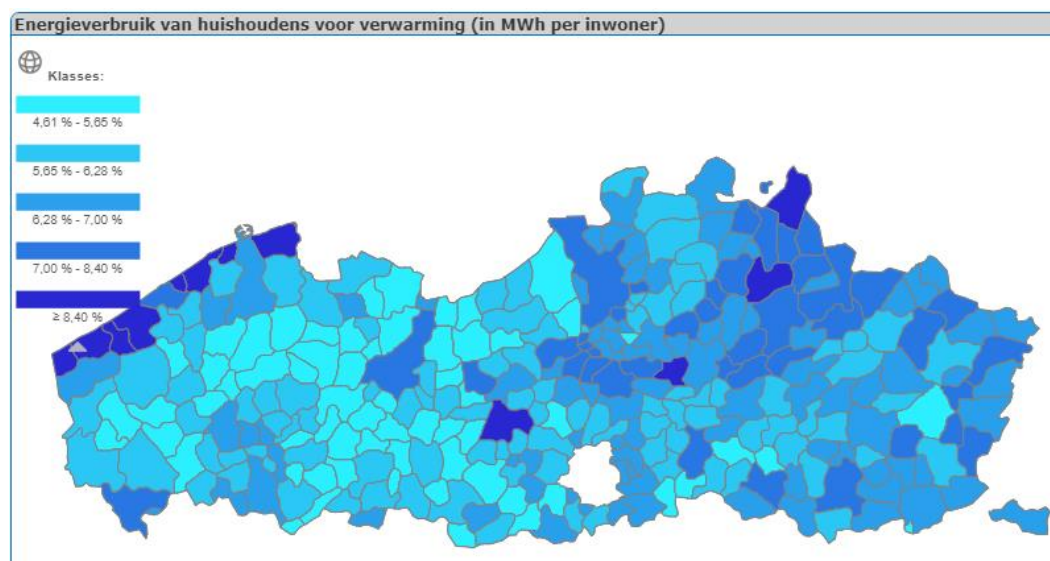 Energieverbruik van huishoudens voor verwarming (in MWh per inwoner)
Klasses:
4,61 % - 5,65 %
5,65 % - 6,28 %
6,28 % - 7,00 %
7,00 % - 8,40 %
≥ 8,40 %